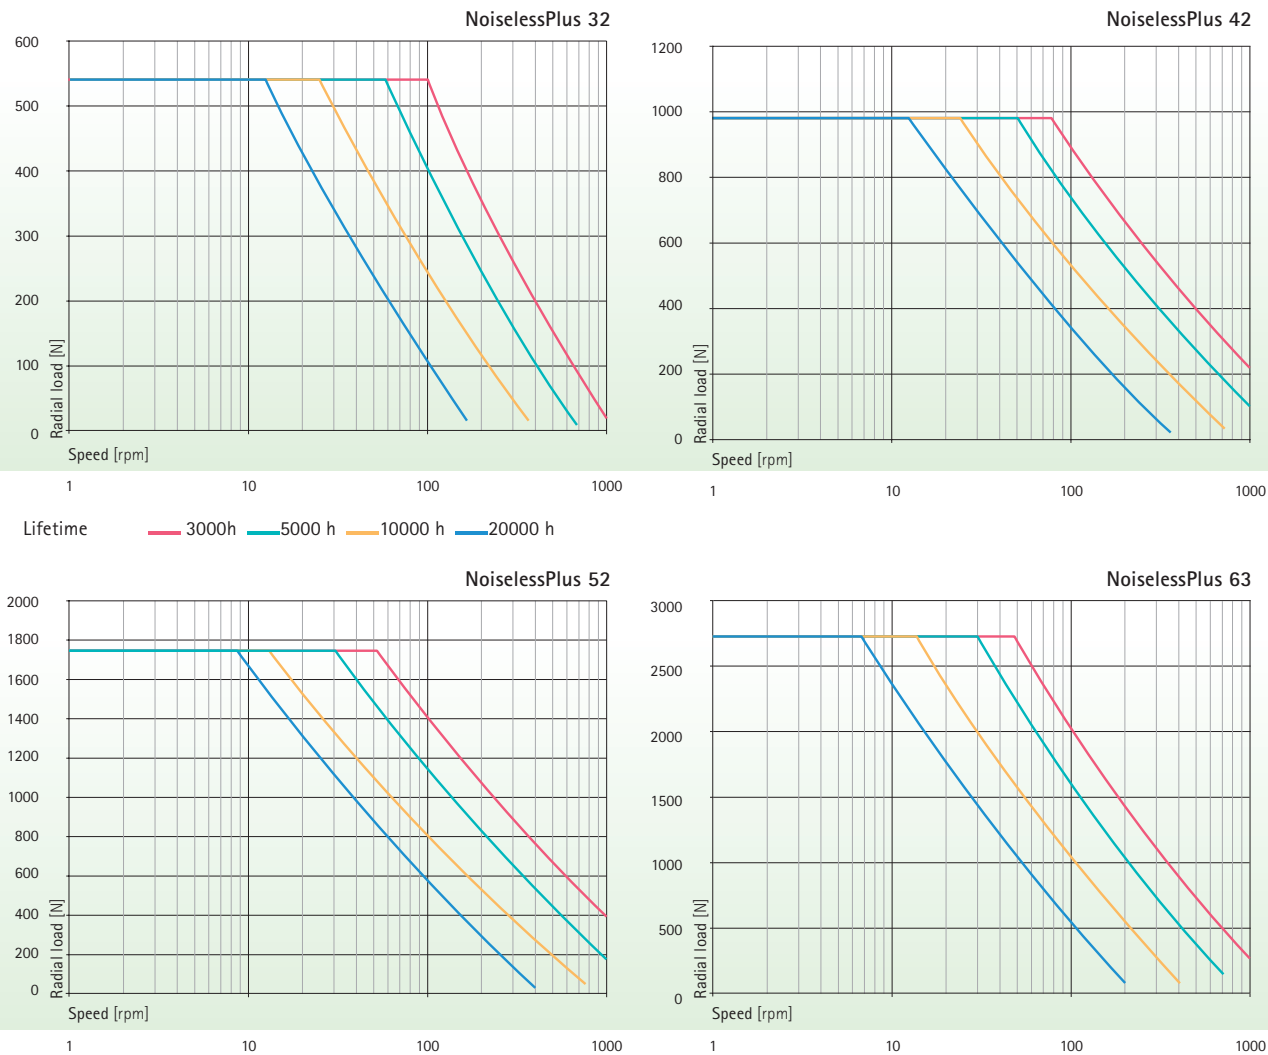 NoiselessPlus 32
600
500
400
300
200
100
0
Radial load [N]
Speed [rpm]
1 10 100 1000
NoiselessPlus 42
1200
1000
800
600
400
200
0
Radial load [N]
Speed [rpm]
1 10 100 1000
Lifetime 3000h 5000 h 10000 h 20000 h
NoiselessPlus 52
2000
1800
1600
1400
1200
1000
800
600
400
200
0
Radial load [N]
Speed [rpm]
1 10 100 1000
NoiselessPlus 63
3000
2500
2000
1500
1000
500
0
Radial load [N]
Speed [rpm]
1 10 100 1000